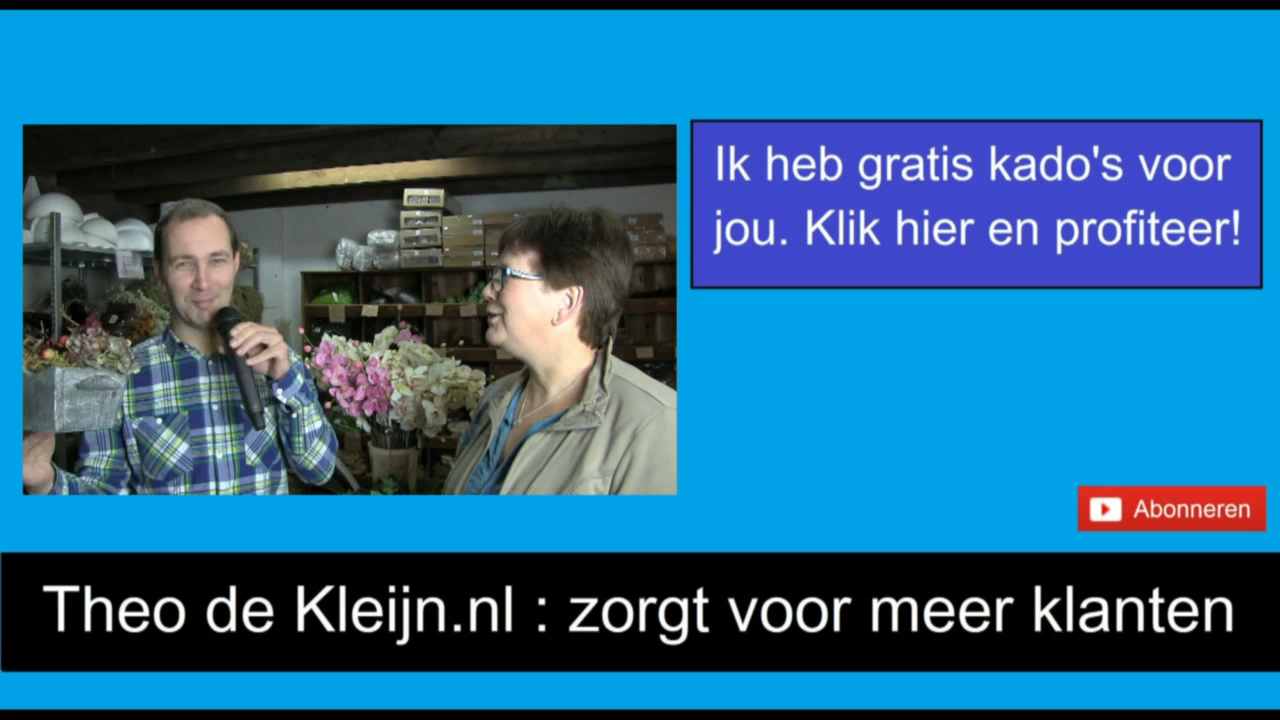 Ik heb gratis kado's voor
jou. Klik hier en profiteer!
Abonneren
Theo de Kleijn.nl : zorgt voor meer klanten